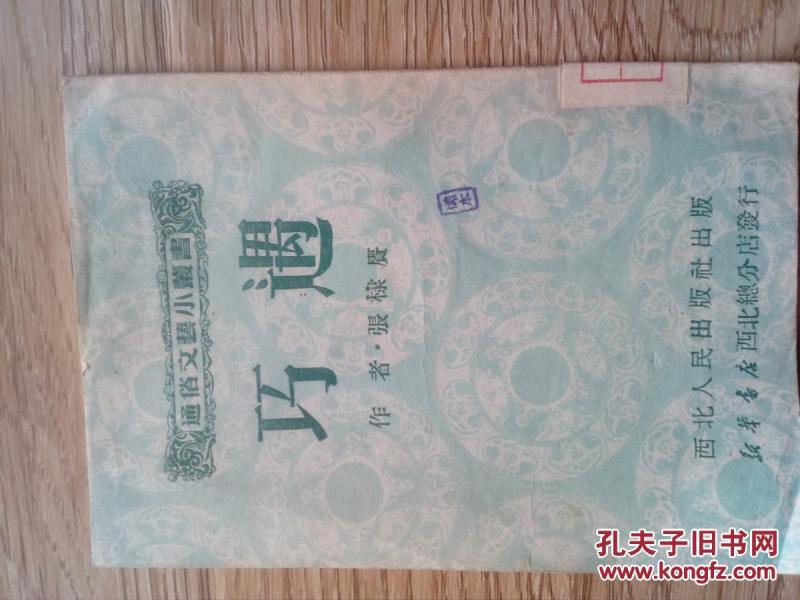 通俗文藝小叢書
巧遇
作者·張棣賡
西北人民出版社出版
新華書店西北總分店發行
孔夫子旧书网
www.kongfz.com